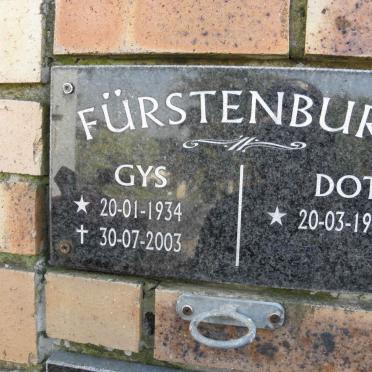 FÜRSTENBUR
GYS
★ 20-01-1934
✝ 30-07-2003
DOT
★ 20-03-19